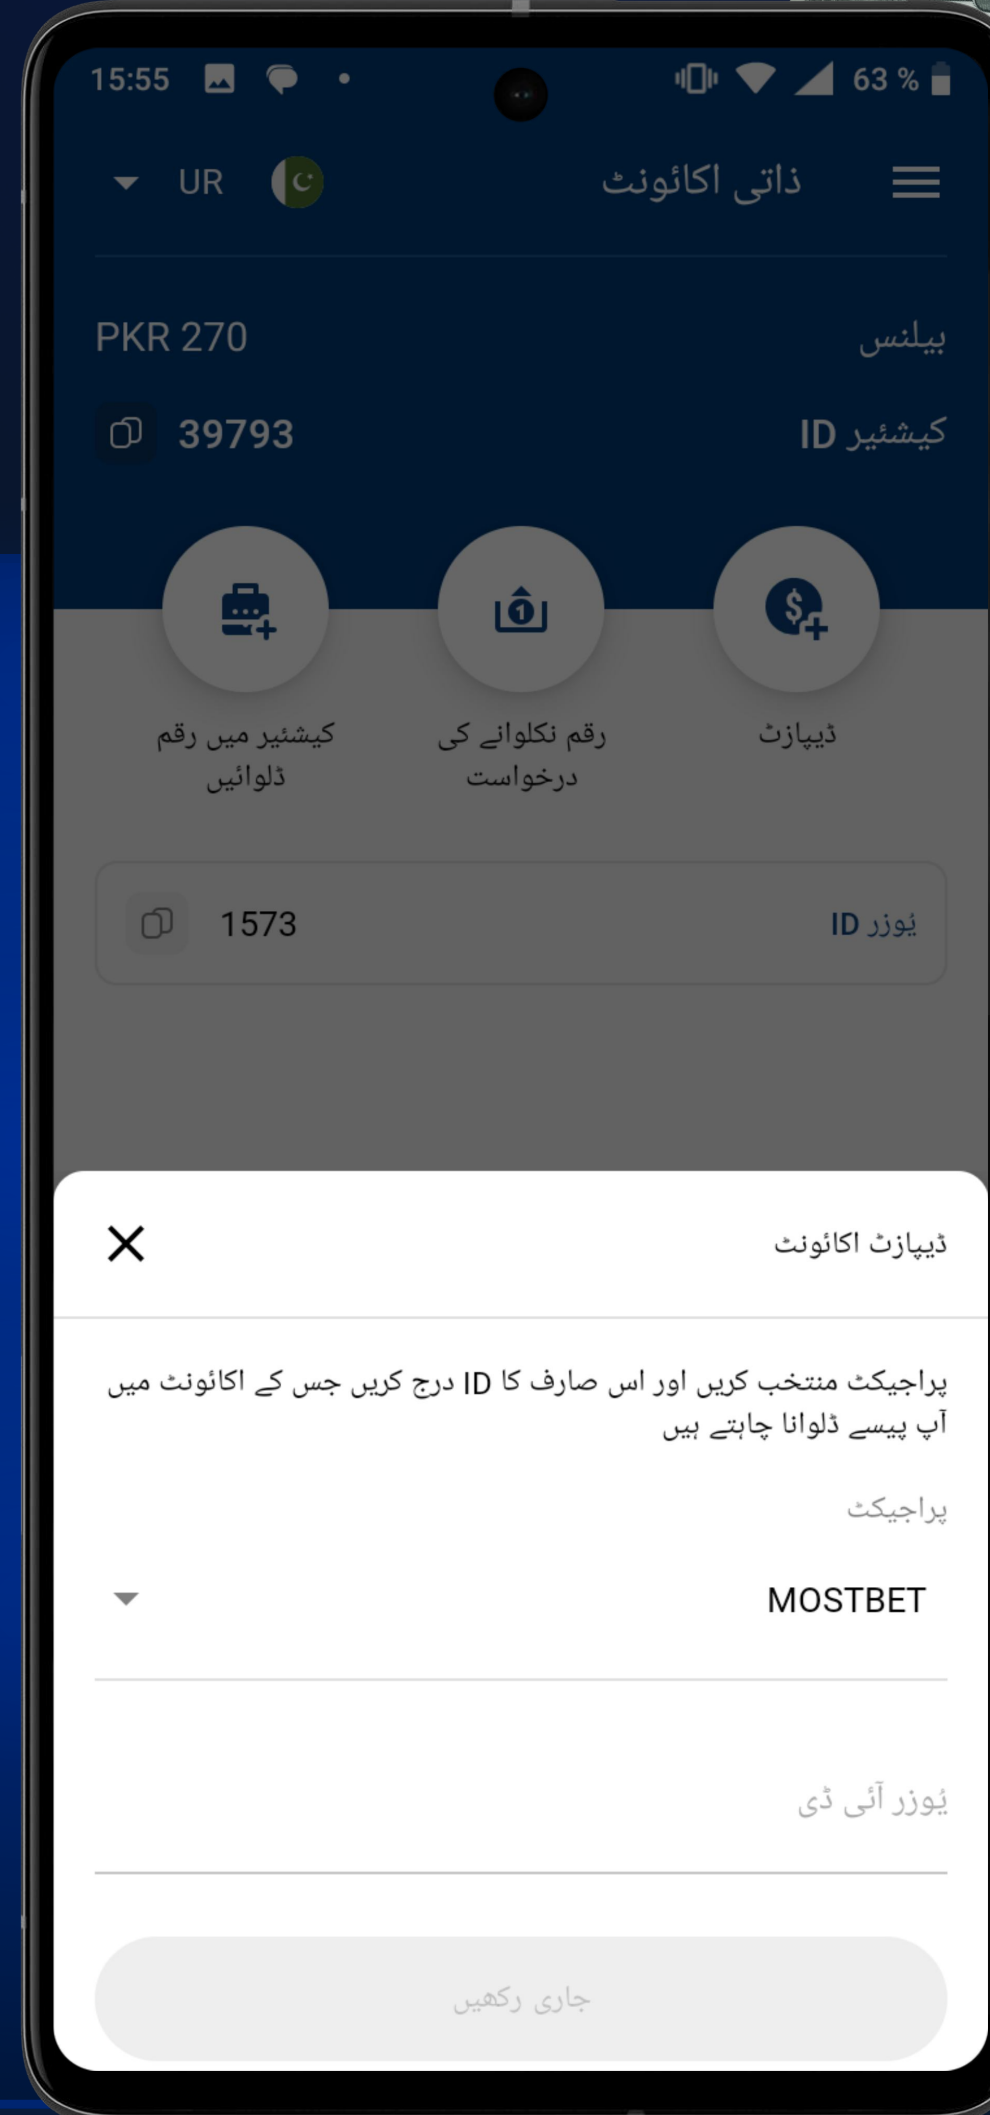 15:55 63 %
ذاتی اکائونٹ UR
بیلنس PKR 270
کیشئیر ID 39793
ڈیپازٹ
رقم نکلوانے کی
درخواست
کیشئیر میں رقم
ڈلوائیں
یُوزر ID 1573
ڈیپازٹ اکائونٹ
پراجیکٹ منتخب کریں اور اس صارف کا ID درج کریں جس کے اکائونٹ میں
آپ پیسے ڈلوانا چاہتے ہیں
پراجیکٹ
MOSTBET
یُوزر آئی ڈی
جاری رکھیں